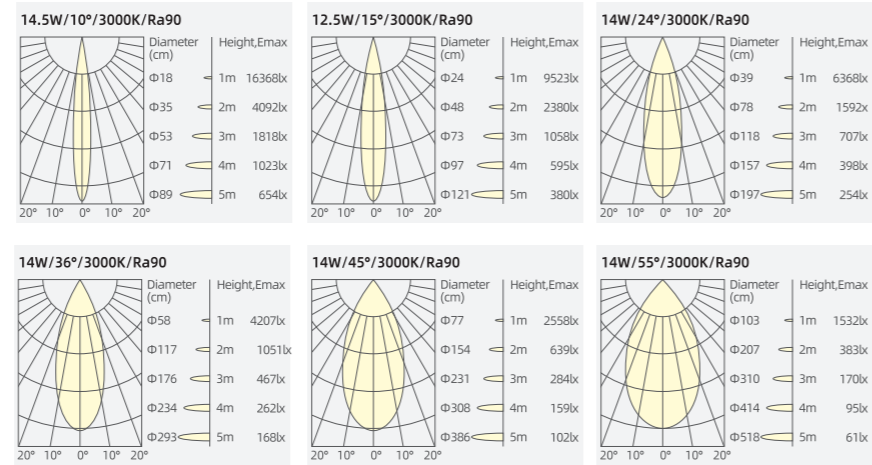 14.5W/10°/3000K/Ra90
Diameter Height,Emax
(cm)
Φ18 1m 16368lx
Φ35 2m 4092lx
Φ53 3m 1818lx
Φ71 4m 1023lx
Φ89 5m 654lx
20° 10° 0° 10° 20°
12.5W/15°/3000K/Ra90
Diameter Height,Emax
(cm)
Φ24 1m 9523lx
Φ48 2m 2380lx
Φ73 3m 1058lx
Φ97 4m 595lx
Φ121 5m 380lx
20° 10° 0° 10° 20°
14W/24°/3000K/Ra90
Diameter Height,Emax
(cm)
Φ39 1m 6368lx
Φ78 2m 1592lx
Φ118 3m 707lx
Φ157 4m 398lx
Φ197 5m 254lx
20° 10° 0° 10° 20°
14W/36°/3000K/Ra90
Diameter Height,Emax
(cm)
Φ58 1m 4207lx
Φ117 2m 1051lx
Φ176 3m 467lx
Φ234 4m 262lx
Φ293 5m 168lx
20° 10° 0° 10° 20°
14W/45°/3000K/Ra90
Diameter Height,Emax
(cm)
Φ77 1m 2558lx
Φ154 2m 639lx
Φ231 3m 284lx
Φ308 4m 159lx
Φ386 5m 102lx
20° 10° 0° 10° 20°
14W/55°/3000K/Ra90
Diameter Height,Emax
(cm)
Φ103 1m 1532lx
Φ207 2m 383lx
Φ310 3m 170lx
Φ414 4m 95lx
Φ518 5m 61lx
20° 10° 0° 10° 20°